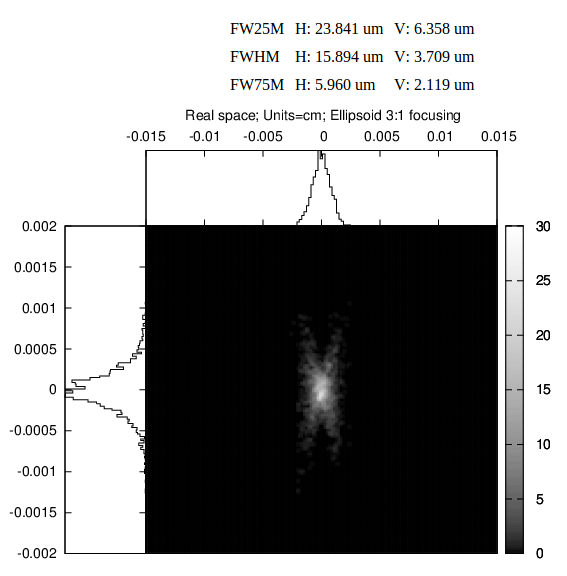 FW25M H: 23.841 um V: 6.358 um
FWHM H: 15.894 um V: 3.709 um
FW75M H: 5.960 um V: 2.119 um
Real space; Units=cm; Ellipsoid 3:1 focusing
-0.015 -0.01 -0.005 0 0.005 0.01 0.015
0.002 30
0.0015
25
0.001
20
0.0005
15
0
-0.0005
10
-0.001
5
-0.0015
-0.002 0